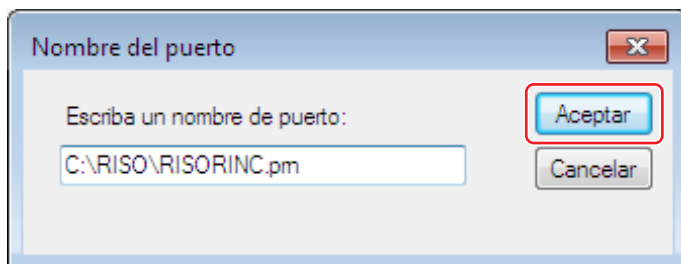 Nombre del puerto
Escriba un nombre de puerto:
Aceptar
C:\RISO\RISORINC.prn
Cancelar